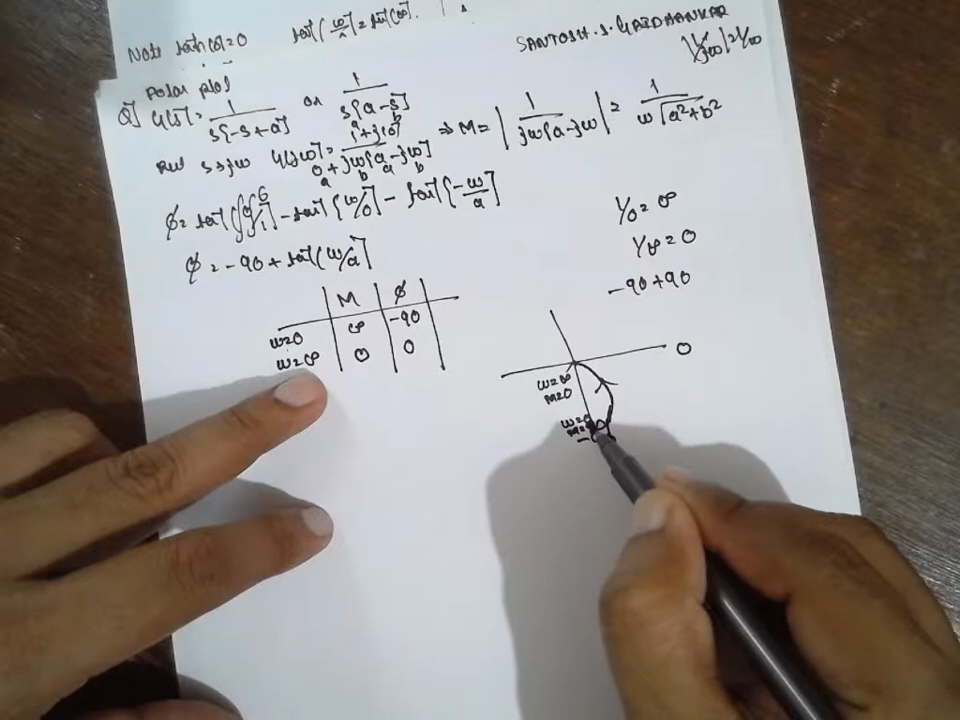 Note tan⁻¹(0)=0 tan⁻¹(∞/a)=tan⁻¹(∞).
SANTOSH.S.GAIDHANKAR
|1/j∞|=1/∞
Polar plot
Q] G(s)= 1/s[-s+a] or 1/s[a-s]
Put s→jω G(jω)= 1+j0/0+jω[a-jω] ⇒ M= |1/jω[a-jω]| = 1/ω√a²+b²
a b a b
φ= tan⁻¹[0/1] - tan⁻¹[ω/0] - tan⁻¹[-ω/a]
φ = -90 + tan⁻¹[ω/a]
1/0 = ∞
1/∞ = 0
-90+90
M φ
ω=0 ∞ -90
ω=∞ 0 0
0
ω=∞
M=0
ω=0